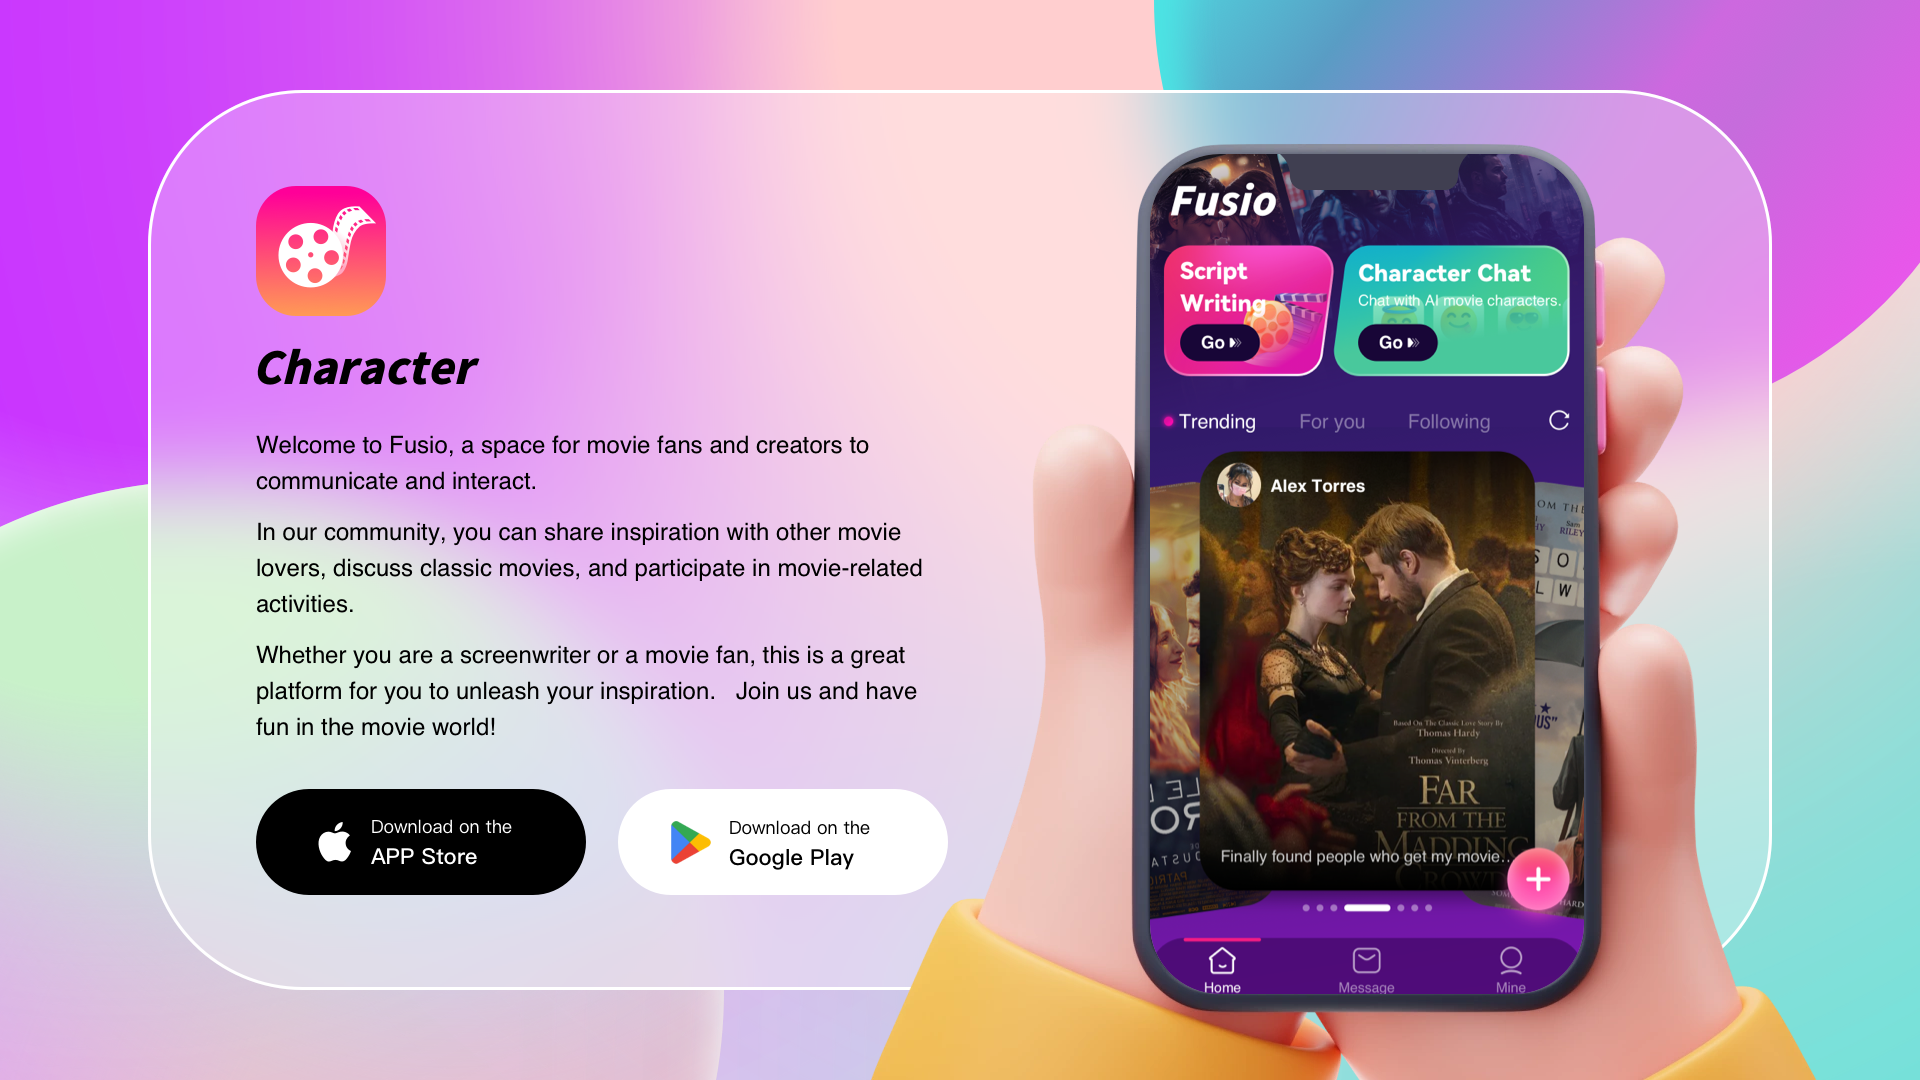 Character
Welcome to Fusio, a space for movie fans and creators to
communicate and interact.
In our community, you can share inspiration with other movie
lovers, discuss classic movies, and participate in movie-related
activities.
Whether you are a screenwriter or a movie fan, this is a great
platform for you to unleash your inspiration.   Join us and have
fun in the movie world!
Download on the
APP Store
Download on the
Google Play
Fusio
Script
Writing
Go
Character Chat
Chat with AI movie characters.
Go
Trending
For you
Following
Alex Torres
Based On The Classic Love Story By
Thomas Hardy
Directed By
Thomas Vinterberg
FAR
FROM THE
MADDING
CROWD
Finally found people who get my movie..
Home
Message
Mine